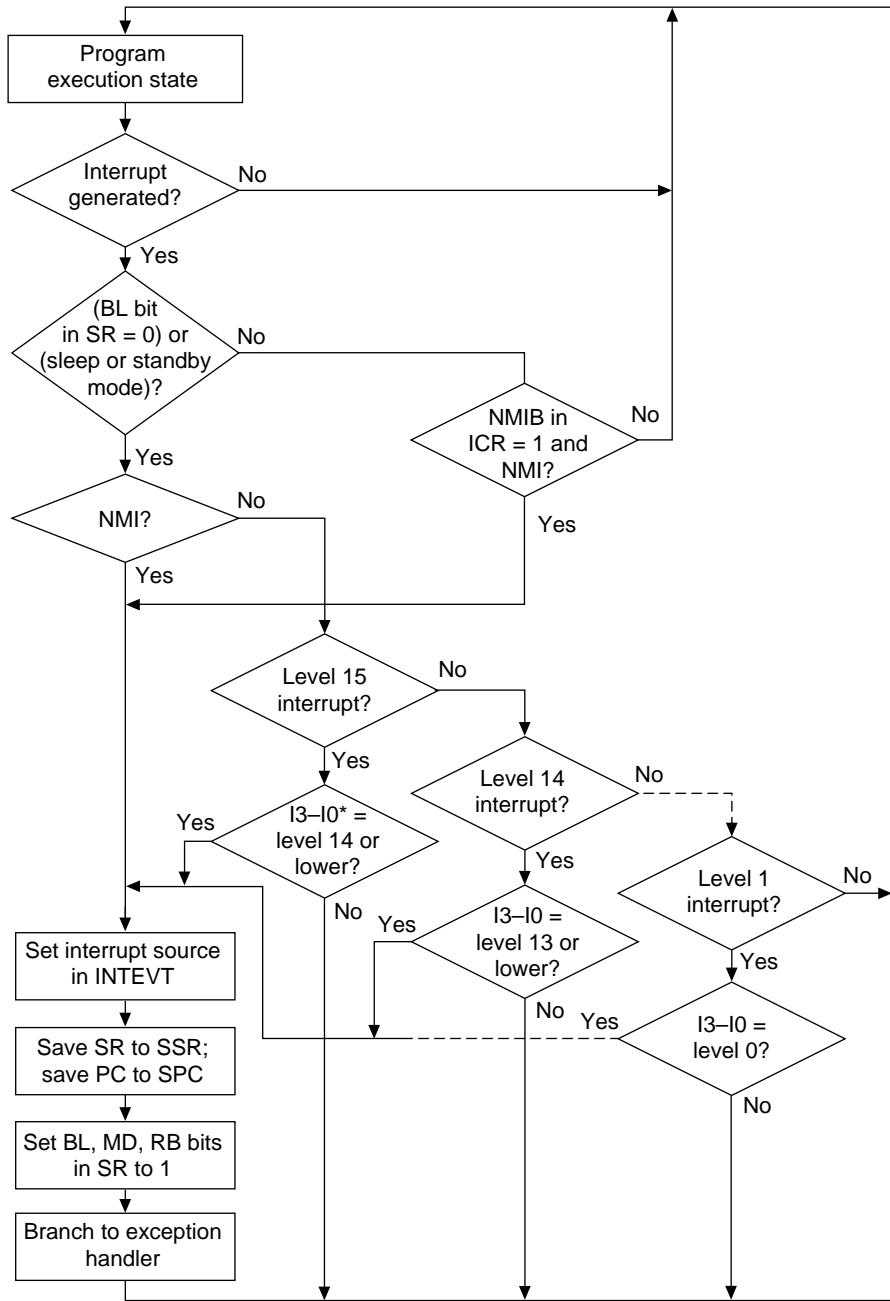 Program
execution state
Interrupt
generated?
No
Yes
(BL bit
in SR = 0) or
(sleep or standby
mode)?
No
Yes
NMIB in
ICR = 1 and
NMI?
No
Yes
NMI?
No
Yes
Level 15
interrupt?
No
Yes
Level 14
interrupt?
No
Yes
I3–I0* =
level 14 or
lower?
Yes
No
Level 1
interrupt?
No
Yes
I3–I0 =
level 13 or
lower?
Yes
No
I3–I0 =
level 0?
Yes
No
Set interrupt source
in INTEVT
Save SR to SSR;
save PC to SPC
Set BL, MD, RB bits
in SR to 1
Branch to exception
handler